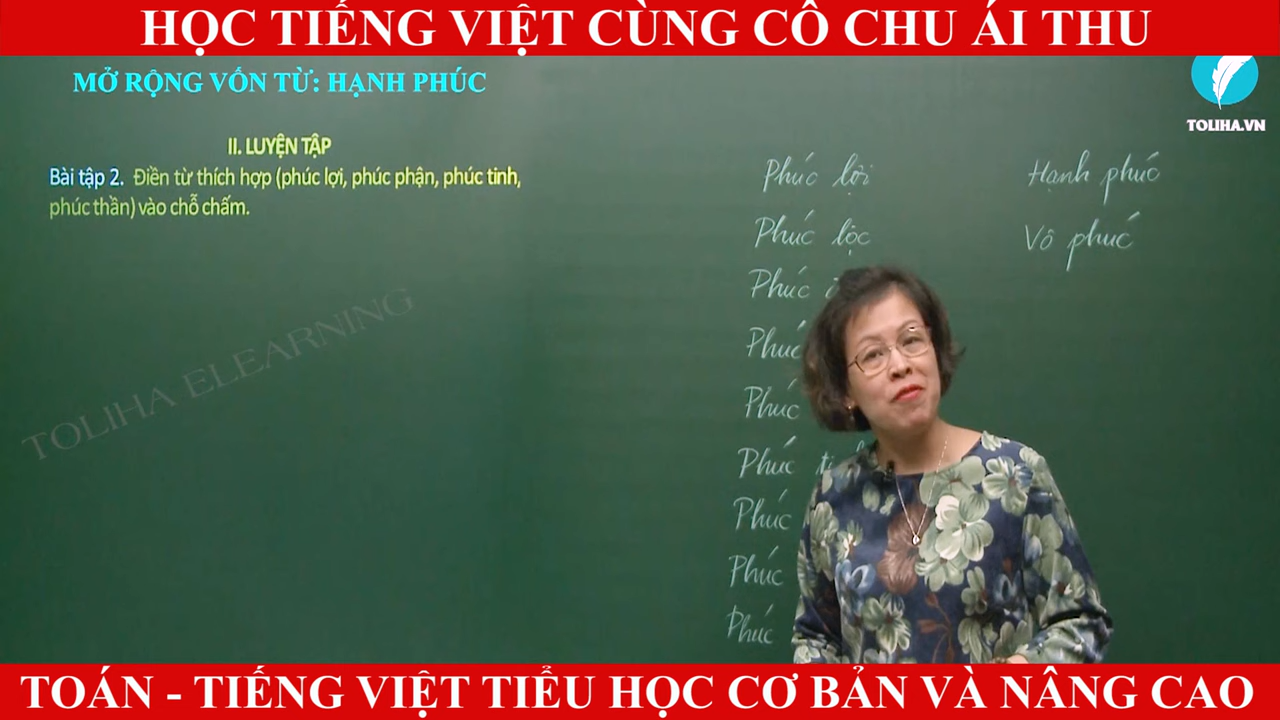 HỌC TIẾNG VIỆT CÙNG CÔ CHU ÁI THU
MỞ RỘNG VỐN TỪ: HẠNH PHÚC
TOLIHA.VN
II. LUYỆN TẬP
Bài tập 2. Điền từ thích hợp (phúc lợi, phúc phận, phúc tinh,
phúc thần) vào chỗ chấm.
TOLIHA ELEARNING
Phúc lợi
Phúc lộc
Phúc
Phúc
Phúc
Phúc
Phúc
Phúc
Phúc
Hạnh phúc
Vô phúc
TOÁN - TIẾNG VIỆT TIỂU HỌC CƠ BẢN VÀ NÂNG CAO